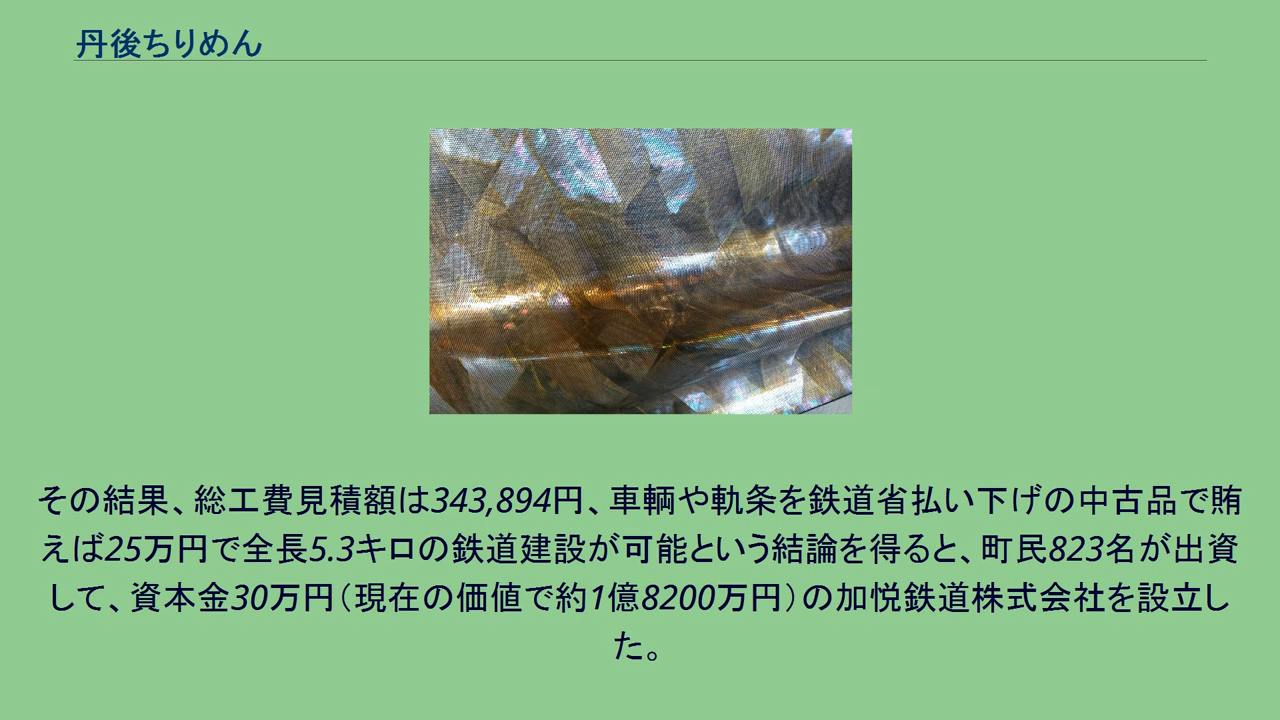 丹後ちりめん
その結果、総工費見積額は343,894円、車輌や軌条を鉄道省払い下げの中古品で賄
えば25万円で全長5.3キロの鉄道建設が可能という結論を得ると、町民823名が出資
して、資本金30万円（現在の価値で約1億8200万円）の加悦鉄道株式会社を設立し
た。